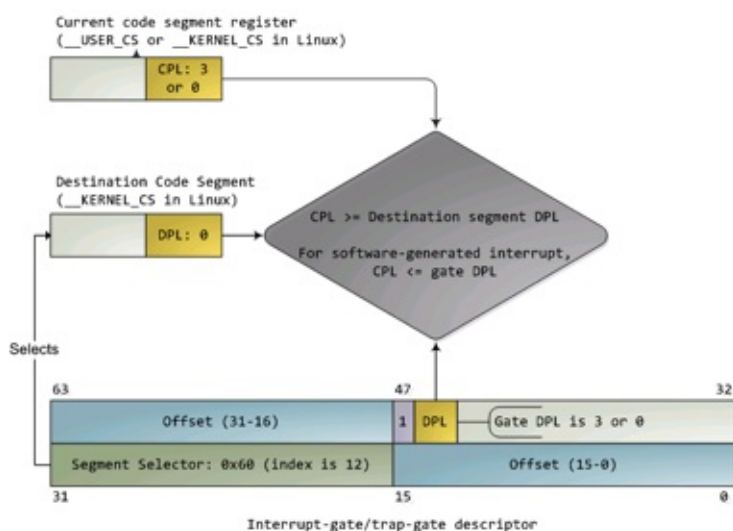 Current code segment register
(__USER_CS or __KERNEL_CS in Linux)
CPL: 3
or 0
Destination Code Segment
(__KERNEL_CS in Linux)
DPL: 0
CPL >= Destination segment DPL
For software-generated interrupt,
CPL <= gate DPL
Selects
63 47 32
Offset (31-16) 1 DPL Gate DPL is 3 or 0
Segment Selector: 0x60 (index is 12) Offset (15-0)
31 15 0
Interrupt-gate/trap-gate descriptor